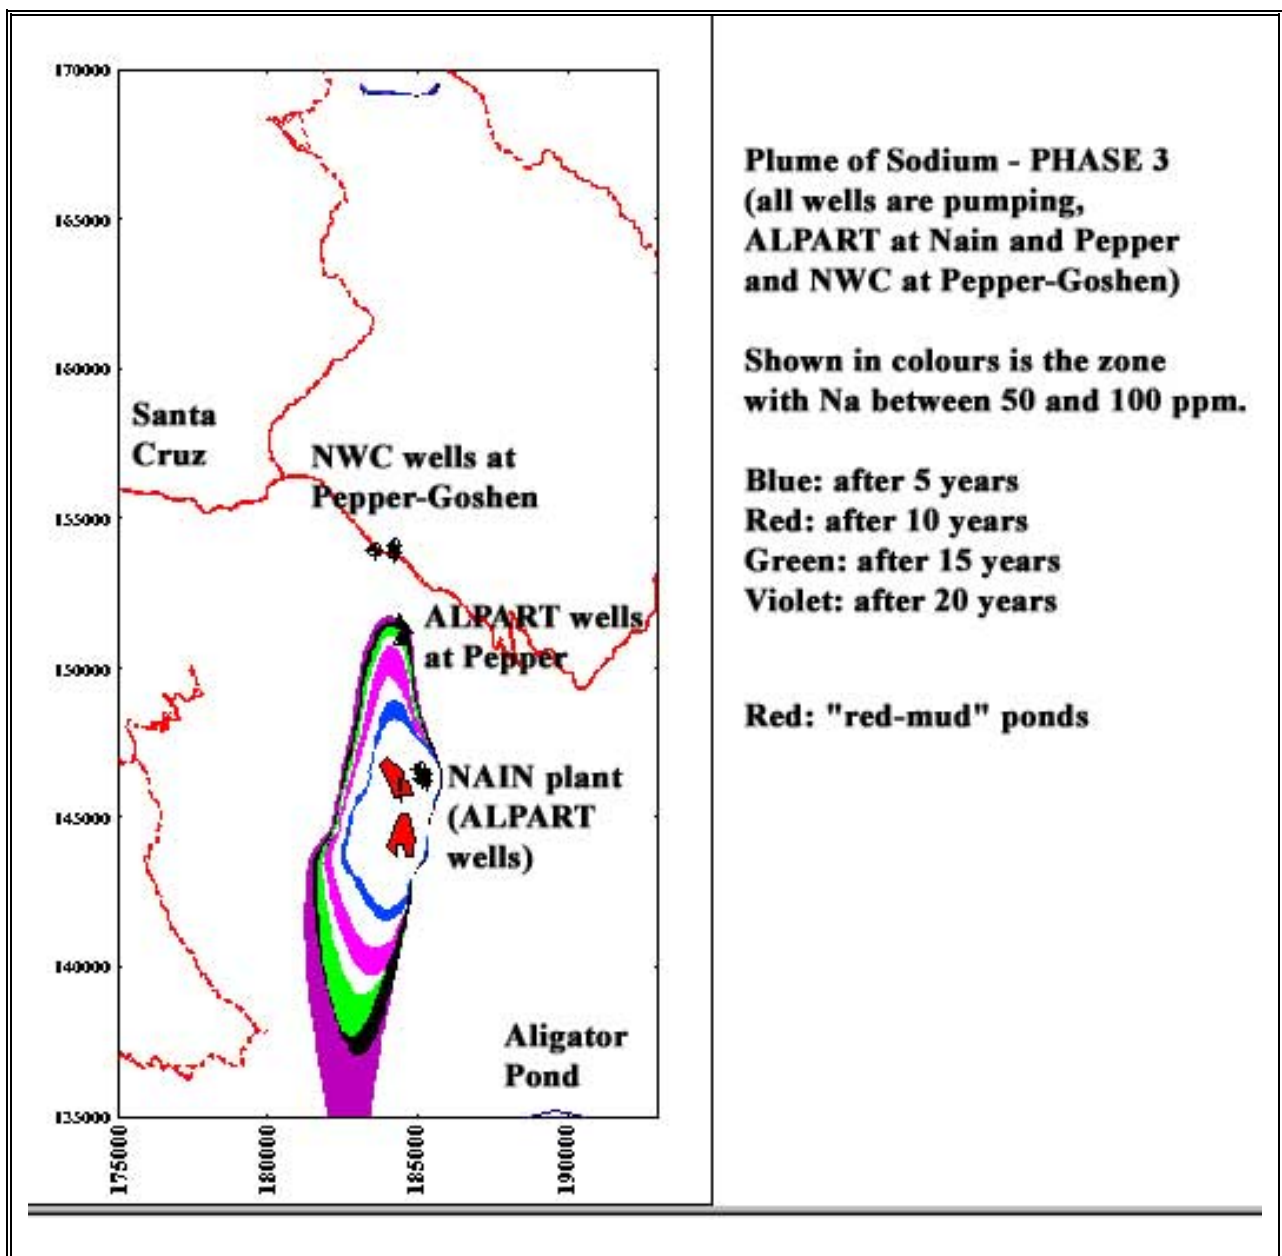 170000
165000
160000
155000
150000
145000
140000
135000
175000
180000
185000
190000
Santa
Cruz
NWC wells at
Pepper-Goshen
ALPART wells
at Pepper
NAIN plant
(ALPART
wells)
Aligator
Pond
Plume of Sodium - PHASE 3
(all wells are pumping,
ALPART at Nain and Pepper
and NWC at Pepper-Goshen)
Shown in colours is the zone
with Na between 50 and 100 ppm.
Blue: after 5 years
Red: after 10 years
Green: after 15 years
Violet: after 20 years
Red: "red-mud" ponds